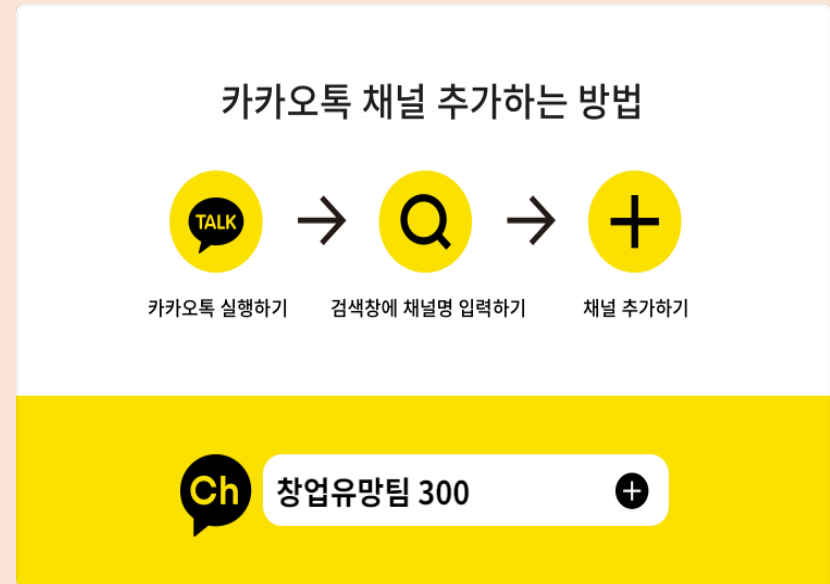 카카오톡 채널 추가하는 방법
TALK
카카오톡 실행하기
검색창에 채널명 입력하기
채널 추가하기
Ch
창업유망팀 300